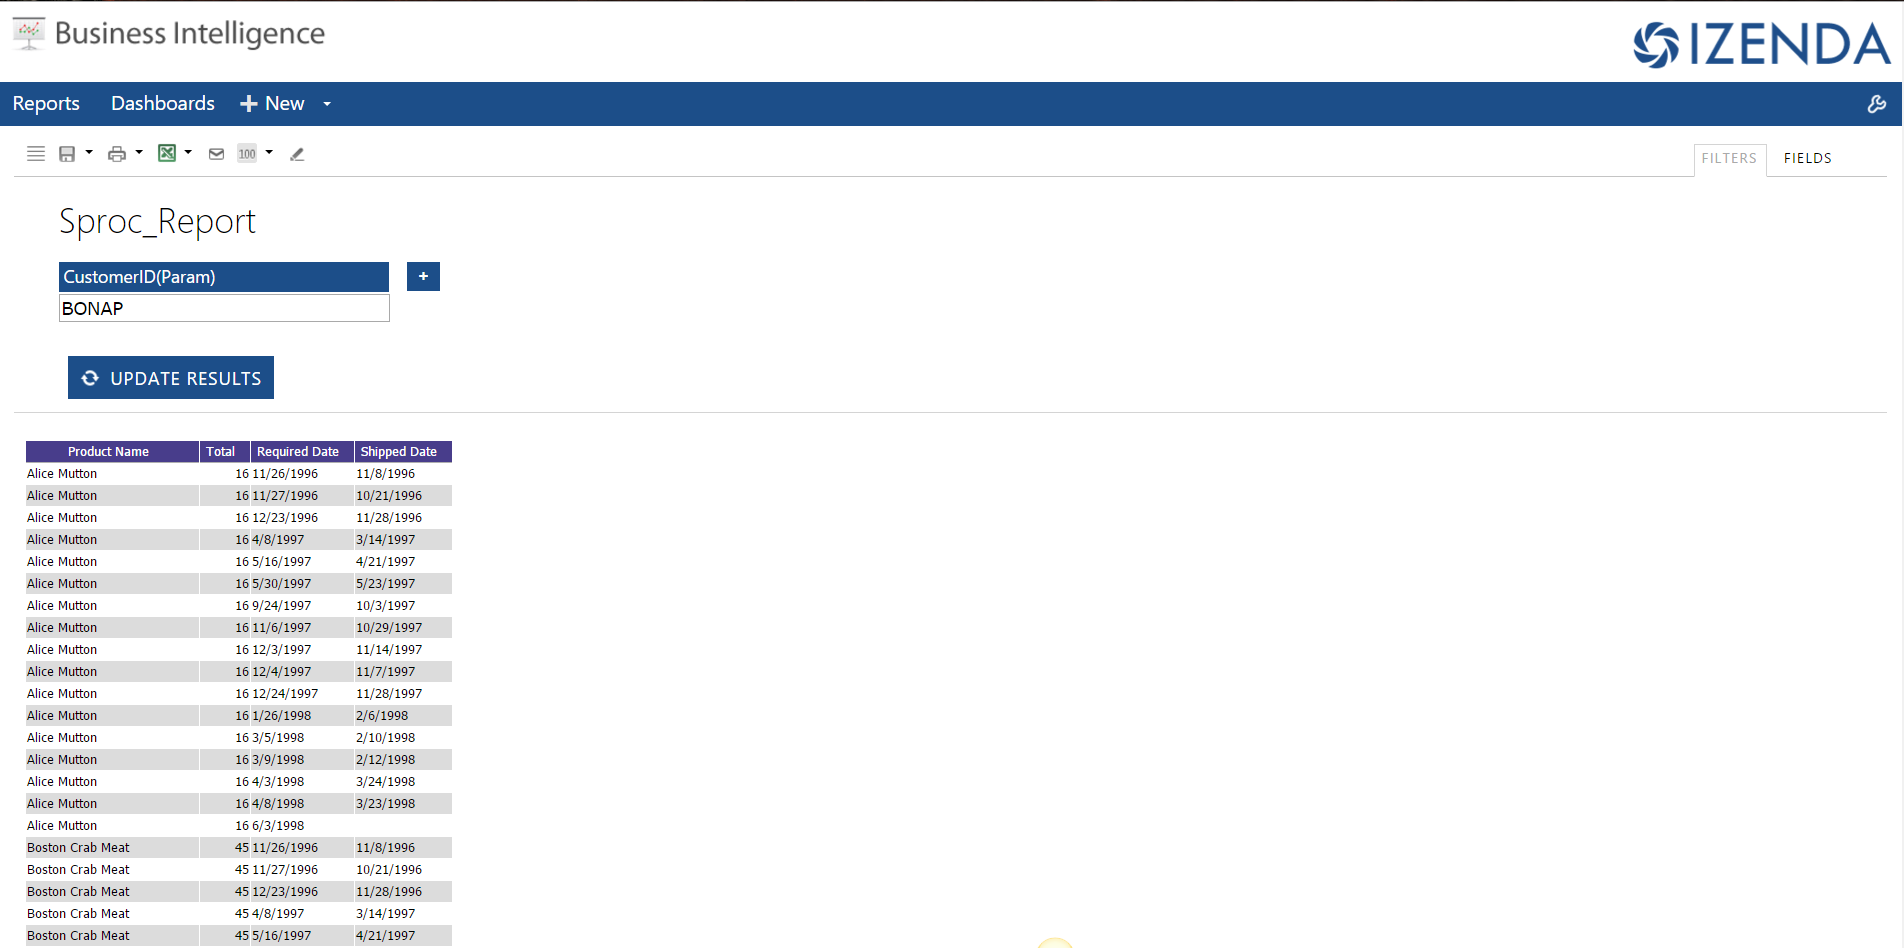 Business Intelligence
IZENDA
Reports Dashboards + New
100
FILTERS FIELDS
Sproc_Report
CustomerID(Param) +
BONAP
UPDATE RESULTS
Product Name Total Required Date Shipped Date
Alice Mutton 16 11/26/1996 11/8/1996
Alice Mutton 16 11/27/1996 10/21/1996
Alice Mutton 16 12/23/1996 11/28/1996
Alice Mutton 16 4/8/1997 3/14/1997
Alice Mutton 16 5/16/1997 4/21/1997
Alice Mutton 16 5/30/1997 5/23/1997
Alice Mutton 16 9/24/1997 10/3/1997
Alice Mutton 16 11/6/1997 10/29/1997
Alice Mutton 16 12/3/1997 11/14/1997
Alice Mutton 16 12/4/1997 11/7/1997
Alice Mutton 16 12/24/1997 11/28/1997
Alice Mutton 16 1/26/1998 2/6/1998
Alice Mutton 16 3/5/1998 2/10/1998
Alice Mutton 16 3/9/1998 2/12/1998
Alice Mutton 16 4/3/1998 3/24/1998
Alice Mutton 16 4/8/1998 3/23/1998
Alice Mutton 16 6/3/1998
Boston Crab Meat 45 11/26/1996 11/8/1996
Boston Crab Meat 45 11/27/1996 10/21/1996
Boston Crab Meat 45 12/23/1996 11/28/1996
Boston Crab Meat 45 4/8/1997 3/14/1997
Boston Crab Meat 45 5/16/1997 4/21/1997